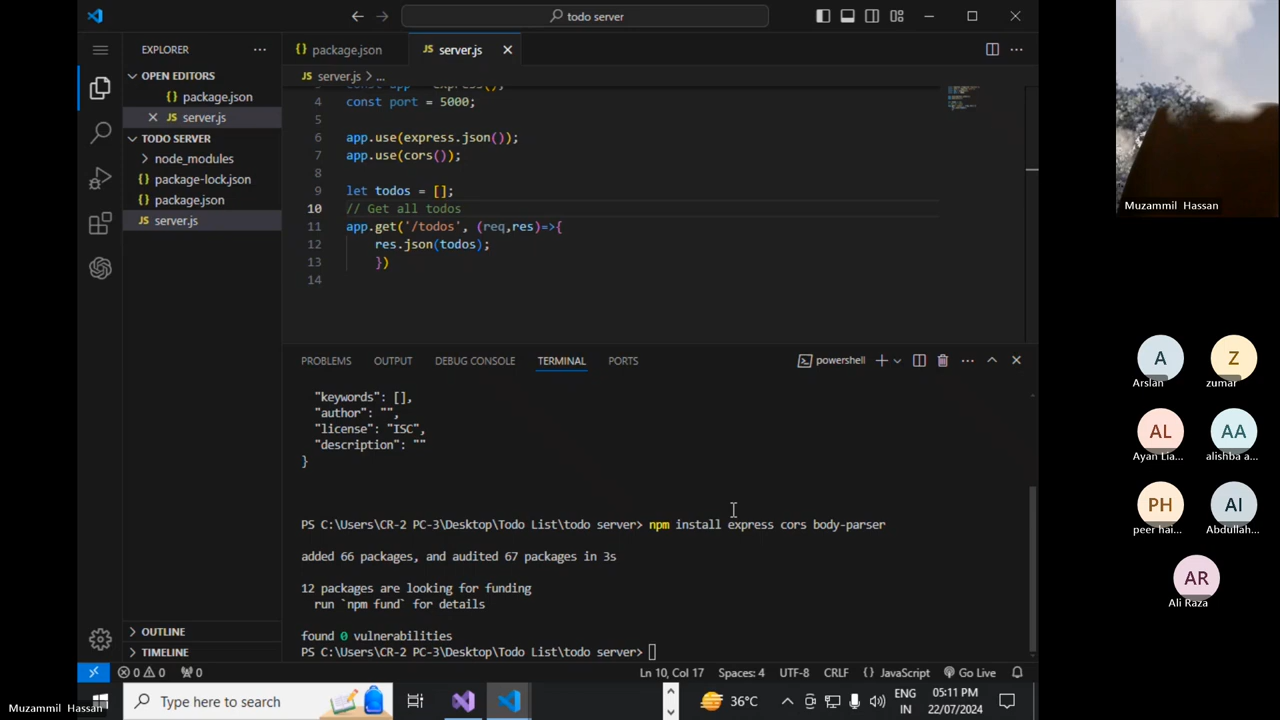 todo server
EXPLORER
package.json
server.js
OPEN EDITORS
package.json
server.js
TODO SERVER
node_modules
package-lock.json
package.json
server.js
server.js > ...
4 const port = 5000;
5
6 app.use(express.json());
7 app.use(cors());
8
9 let todos = [];
10 // Get all todos
11 app.get('/todos', (req,res)=>{
12 res.json(todos);
13 })
14
PROBLEMS OUTPUT DEBUG CONSOLE TERMINAL PORTS
powershell
"keywords": [],
"author": "",
"license": "ISC",
"description": ""
}
PS C:\Users\CR-2 PC-3\Desktop\Todo List\todo server> npm install express cors body-parser
added 66 packages, and audited 67 packages in 3s
12 packages are looking for funding
run `npm fund` for details
found 0 vulnerabilities
PS C:\Users\CR-2 PC-3\Desktop\Todo List\todo server>
OUTLINE
TIMELINE
0 0 0
Ln 10, Col 17 Spaces: 4 UTF-8 CRLF {} JavaScript Go Live
Type here to search
36°C
ENG
IN
05:11 PM
22/07/2024
Muzammil Hassan
Muzammil Hassan
A
Arslan
Z
zumar
AL
Ayan Lia...
AA
alishba a...
PH
peer hai...
AI
Abdullah...
AR
Ali Raza